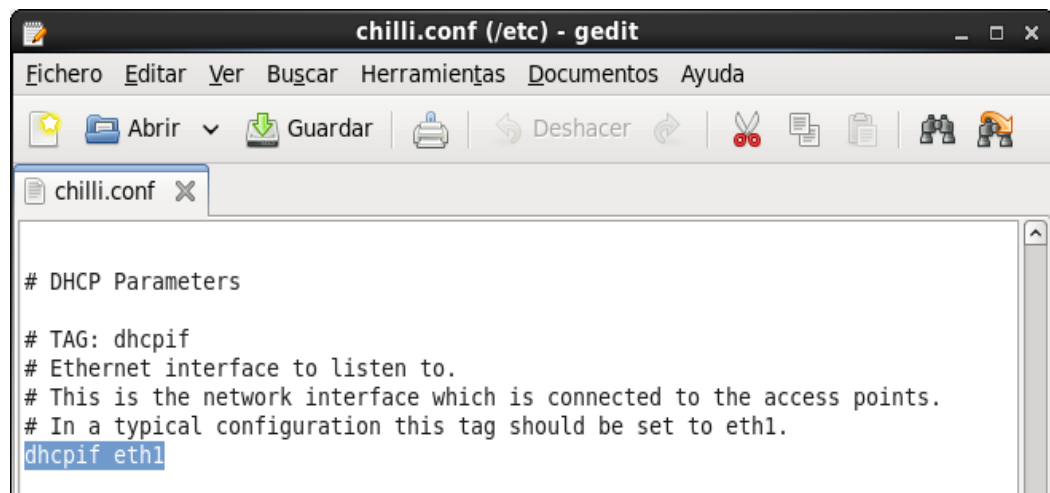 chilli.conf (/etc) - gedit
Fichero Editar Ver Buscar Herramientas Documentos Ayuda
Abrir Guardar Deshacer
chilli.conf
# DHCP Parameters
# TAG: dhcpif
# Ethernet interface to listen to.
# This is the network interface which is connected to the access points.
# In a typical configuration this tag should be set to eth1.
dhcpif eth1